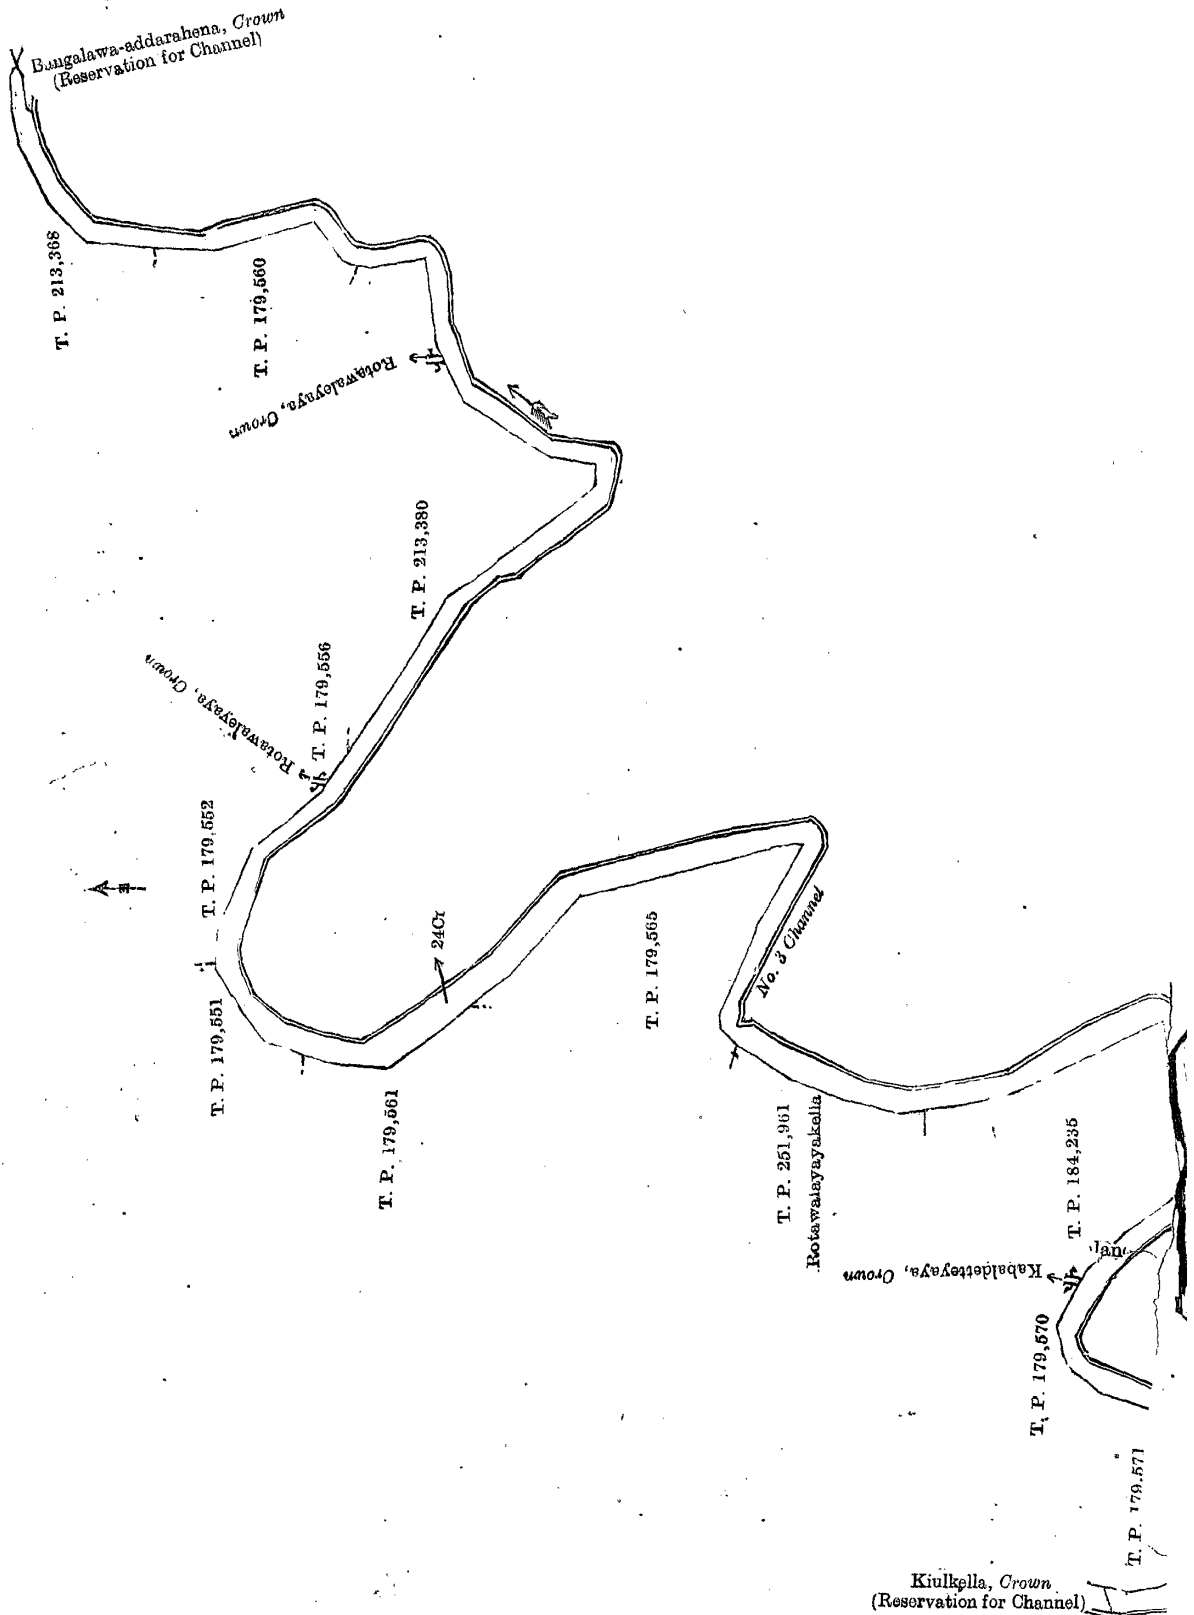 Bungalawa-addarahena, Crown
(Reservation for Channel)
T. P. 213,368
T. P. 179,560
Rotawaleyaya, Crown
T. P. 213,380
T. P. 179,556
Rotawaleyaya, Crown
T. P. 179,552
24Cr
T. P. 179,551
T. P. 179,565
No. 3 Channel
T. P. 179,561
T. P. 251,961
Rotawalayayakella
T. P. 184,235
Kabaldetteyaya, Crown
T. P. 179,570
T. P. 179,571
Kiulkella, Crown
(Reservation for Channel)